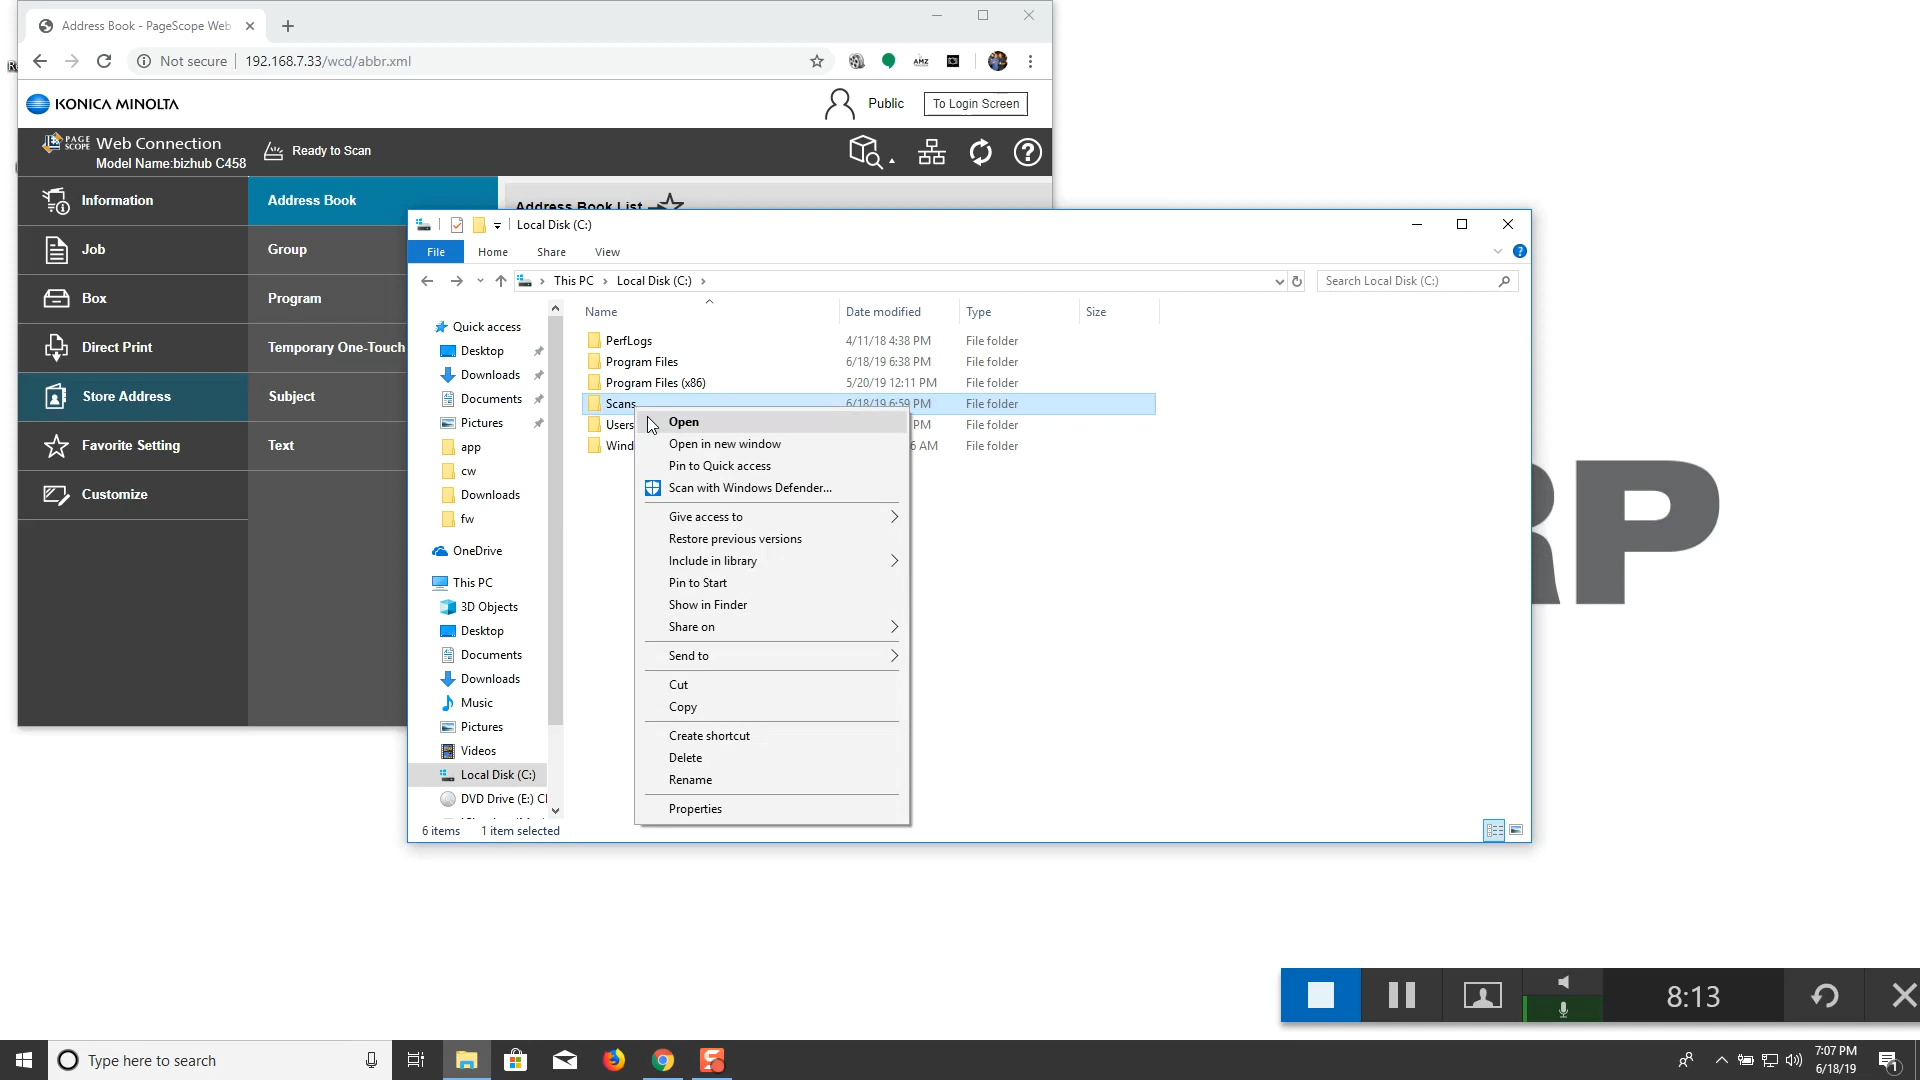 Address Book - PageScope Web
Not secure
192.168.7.33/wcd/abbr.xml
AMZ
KONICA MINOLTA
Public
To Login Screen
PAGE SCOPE Web Connection
Model Name:bizhub C458
Ready to Scan
Information
Job
Box
Direct Print
Store Address
Favorite Setting
Customize
Address Book
Group
Program
Temporary One-Touch
Subject
Text
Address Book List
Local Disk (C:)
File
Home
Share
View
This PC
Local Disk (C:)
Search Local Disk (C:)
Name Date modified Type Size
PerfLogs 4/11/18 4:38 PM File folder
Program Files 6/18/19 6:38 PM File folder
Program Files (x86) 5/20/19 12:11 PM File folder
Scans 6/18/19 6:59 PM File folder
Users PM File folder
Wind 6 AM File folder
Quick access
Desktop
Downloads
Documents
Pictures
app
cw
Downloads
fw
OneDrive
This PC
3D Objects
Desktop
Documents
Downloads
Music
Pictures
Videos
Local Disk (C:)
DVD Drive (E:) C
6 items 1 item selected
Open
Open in new window
Pin to Quick access
Scan with Windows Defender...
Give access to
Restore previous versions
Include in library
Pin to Start
Show in Finder
Share on
Send to
Cut
Copy
Create shortcut
Delete
Rename
Properties
RP
8:13
Type here to search
7:07 PM
6/18/19
1